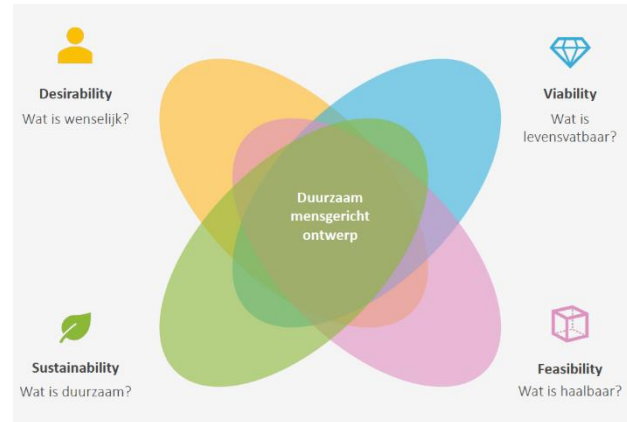 Desirability
Wat is wenselijk?
Viability
Wat is
levensvatbaar?
Duurzaam
mensgericht
ontwerp
Sustainability
Wat is duurzaam?
Feasibility
Wat is haalbaar?